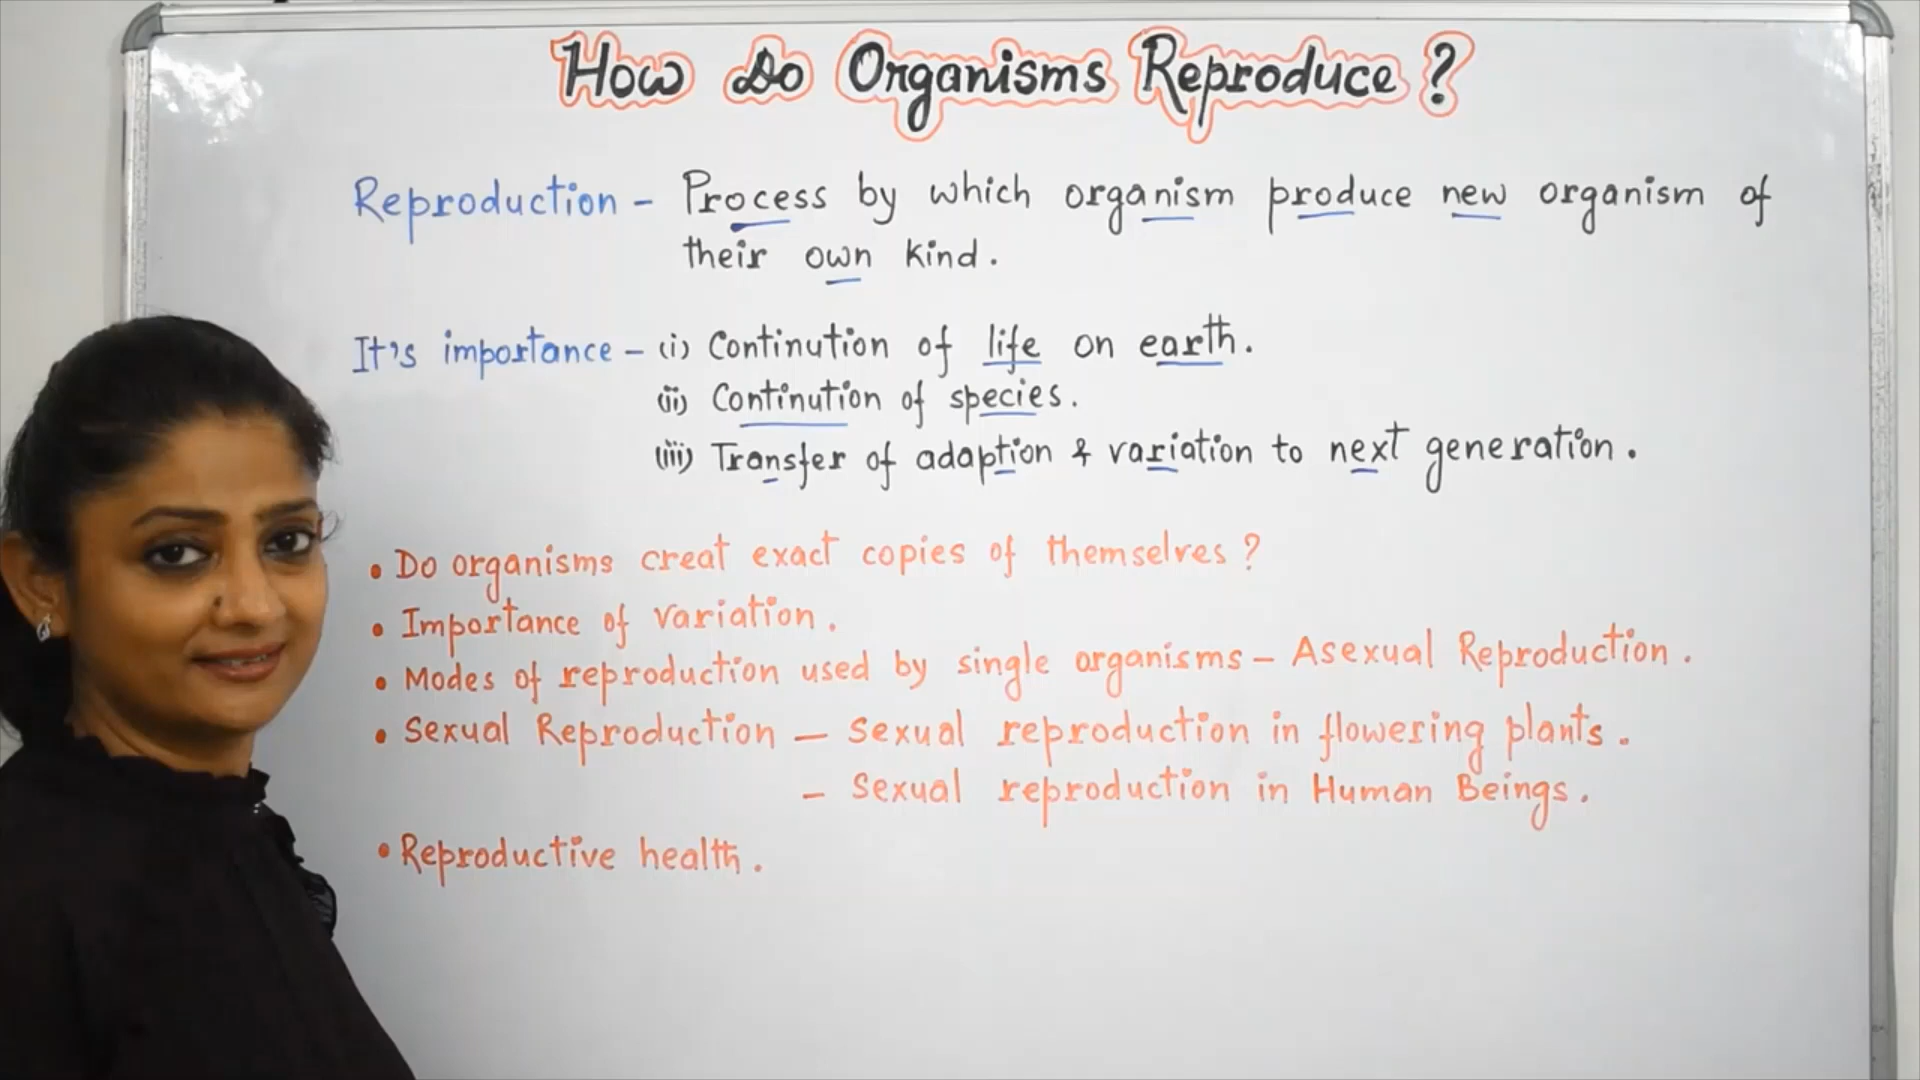 How Do Organisms Reproduce ?
Reproduction - Process by which organism produce new organism of
their own kind.
It's importance - (i) Continution of life on earth.
(ii) Continution of species.
(iii) Transfer of adaption & variation to next generation.
• Do organisms creat exact copies of themselves ?
• Importance of variation.
• Modes of reproduction used by single organisms - Asexual Reproduction.
• Sexual Reproduction - Sexual reproduction in flowering plants.
- Sexual reproduction in Human Beings.
• Reproductive health.